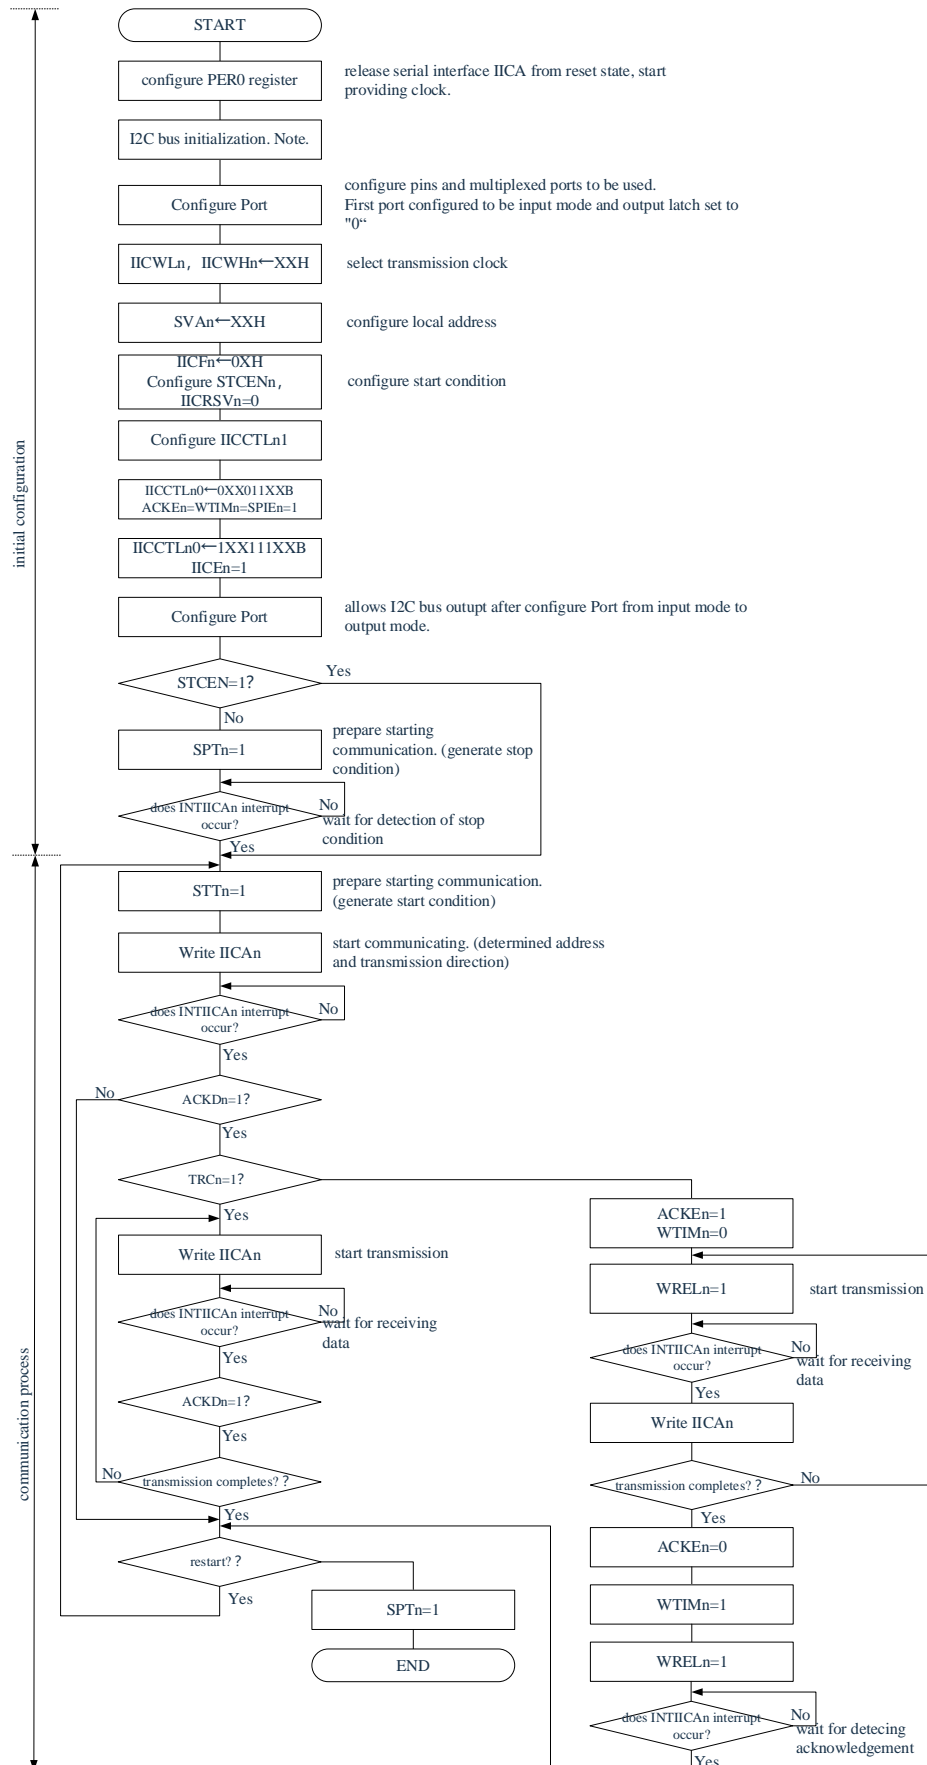 START
configure PER0 register
release serial interface IICA from reset state, start
providing clock.
I2C bus initialization. Note.
configure pins and multiplexed ports to be used.
Configure Port
First port configured to be input mode and output latch set to
"0“
IICWLn, IICWHn←XXH
select transmission clock
SVAn←XXH
configure local address
IICFn←0XH
Configure STCENn,
IICRSVn=0
configure start condition
Configure IICCTLn1
initial configuration
IICCTLn0←0XX011XXB
ACKEn=WTIMn=SPIEn=1
IICCTLn0←1XX111XXB
IICEn=1
Configure Port
allows I2C bus outupt after configure Port from input mode to
output mode.
STCEN=1?
Yes
No
SPTn=1
prepare starting
communication. (generate stop
condition)
does INTIICAn interrupt
occur?
No
wait for detection of stop
condition
Yes
STTn=1
prepare starting communication.
(generate start condition)
Write IICAn
start communicating. (determined address
and transmission direction)
does INTIICAn interrupt
occur?
No
Yes
No
ACKDn=1?
Yes
TRCn=1?
Yes
Write IICAn
start transmission
does INTIICAn interrupt
occur?
No
wait for receiving
data
Yes
ACKDn=1?
Yes
No
transmission completes? ?
Yes
restart? ?
Yes
SPTn=1
END
communication process
ACKEn=1
WTIMn=0
WRELn=1
start transmission
does INTIICAn interrupt
occur?
No
wait for receiving
data
Yes
Write IICAn
transmission completes? ?
No
Yes
ACKEn=0
WTIMn=1
WRELn=1
does INTIICAn interrupt
occur?
No
wait for detecing
acknowledgement
Yes